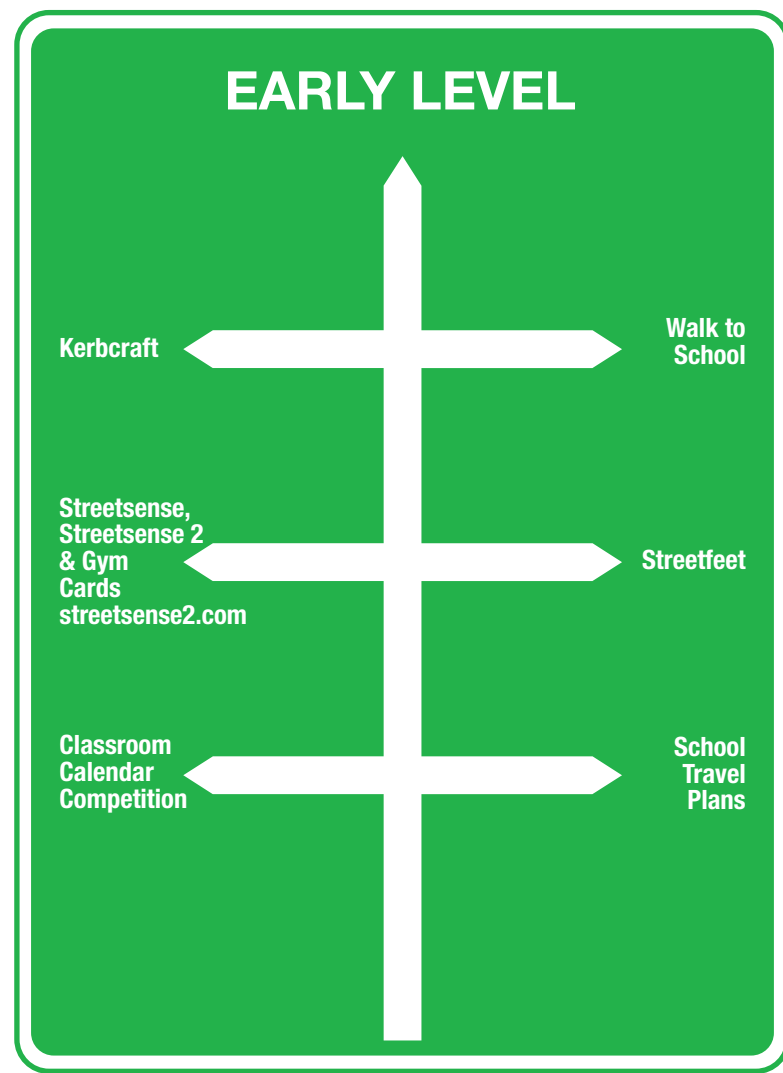 EARLY LEVEL
Kerbcraft
Walk to
School
Streetsense,
Streetsense 2
& Gym
Cards
streetsense2.com
Streetfeet
Classroom
Calendar
Competition
School
Travel
Plans